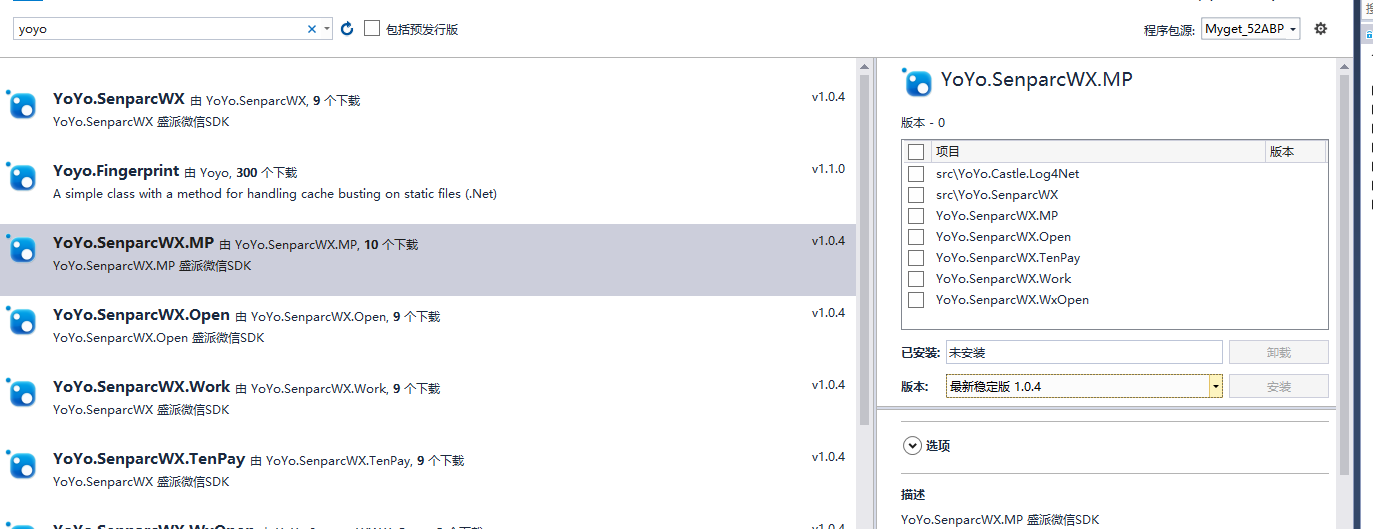 yoyo
包括预发行版
程序包源: Myget_52ABP
YoYo.SenparcWX 由 YoYo.SenparcWX, 9 个下载 v1.0.4
YoYo.SenparcWX 盛派微信SDK
Yoyo.Fingerprint 由 Yoyo, 300 个下载 v1.1.0
A simple class with a method for handling cache busting on static files (.Net)
YoYo.SenparcWX.MP 由 YoYo.SenparcWX.MP, 10 个下载 v1.0.4
YoYo.SenparcWX.MP 盛派微信SDK
YoYo.SenparcWX.Open 由 YoYo.SenparcWX.Open, 9 个下载 v1.0.4
YoYo.SenparcWX.Open 盛派微信SDK
YoYo.SenparcWX.Work 由 YoYo.SenparcWX.Work, 9 个下载 v1.0.4
YoYo.SenparcWX 盛派微信SDK
YoYo.SenparcWX.TenPay 由 YoYo.SenparcWX.TenPay, 9 个下载 v1.0.4
YoYo.SenparcWX 盛派微信SDK
YoYo.SenparcWX.MP
版本 - 0
项目 版本
src\YoYo.Castle.Log4Net
src\YoYo.SenparcWX
YoYo.SenparcWX.MP
YoYo.SenparcWX.Open
YoYo.SenparcWX.TenPay
YoYo.SenparcWX.Work
YoYo.SenparcWX.WxOpen
已安装: 未安装 卸载
版本: 最新稳定版 1.0.4 安装
选项
描述
YoYo.SenparcWX.MP 盛派微信SDK